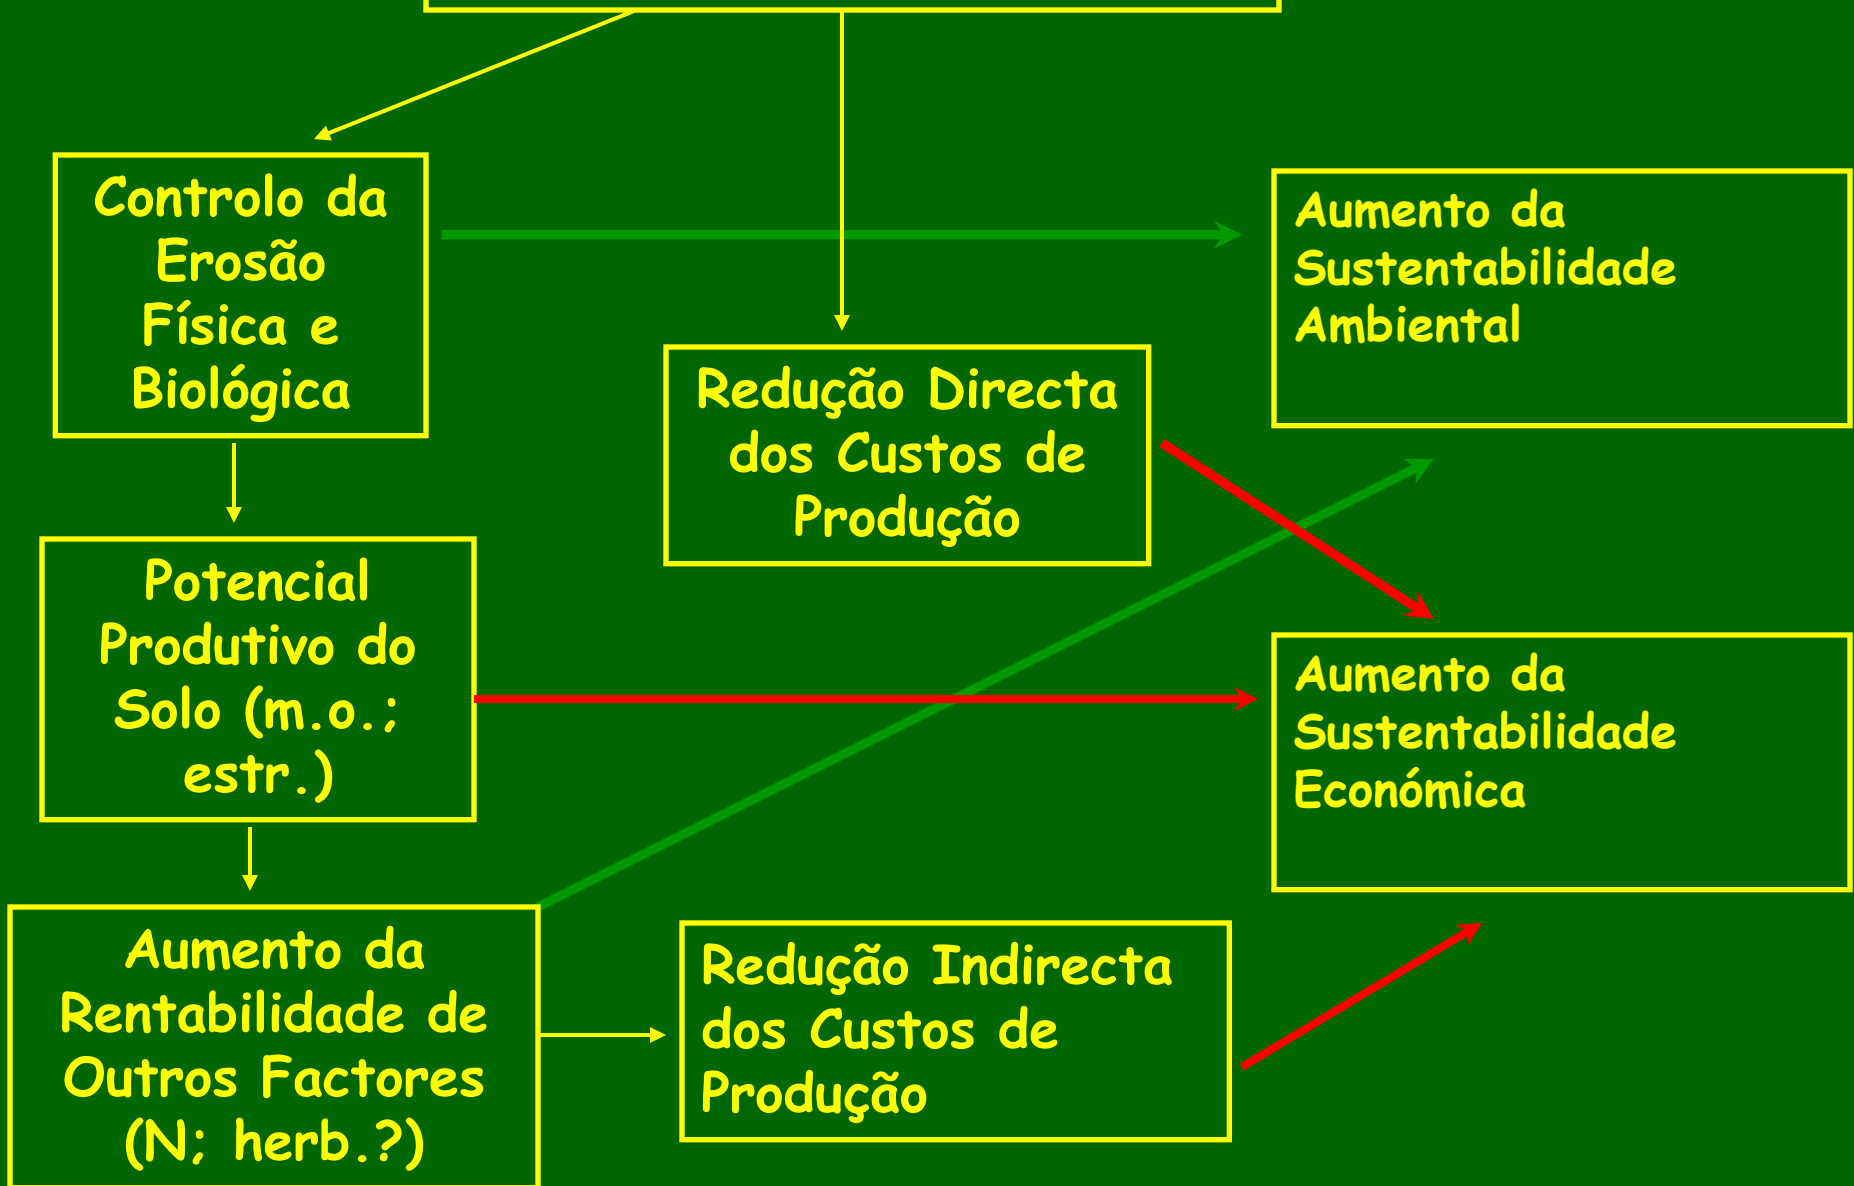 Controlo da
Erosão
Física e
Biológica
Aumento da
Sustentabilidade
Ambiental
Redução Directa
dos Custos de
Produção
Potencial
Produtivo do
Solo (m.o.;
estr.)
Aumento da
Sustentabilidade
Económica
Aumento da
Rentabilidade de
Outros Factores
(N; herb.?)
Redução Indirecta
dos Custos de
Produção